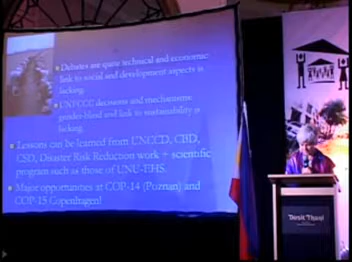 Debates are quite technical and economic:
link to social and development aspects is
lacking.
UNFCCC decisions and mechanisms
gender-blind and link to sustainability is
lacking.
Lessons can be learned from UNCCD, CBD,
CSD, Disaster Risk Reduction work + scientific
program such as those of UNU-EHS.
Major opportunities at COP-14 (Poznan) and
COP-15 Copenhagen!